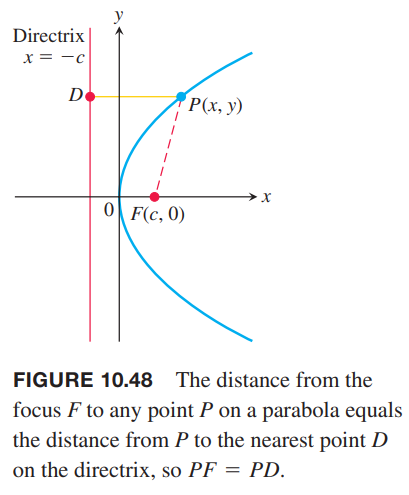 y
Directrix
x = −c
D
P(x, y)
x
0
F(c, 0)
FIGURE 10.48 The distance from the
focus F to any point P on a parabola equals
the distance from P to the nearest point D
on the directrix, so PF = PD.